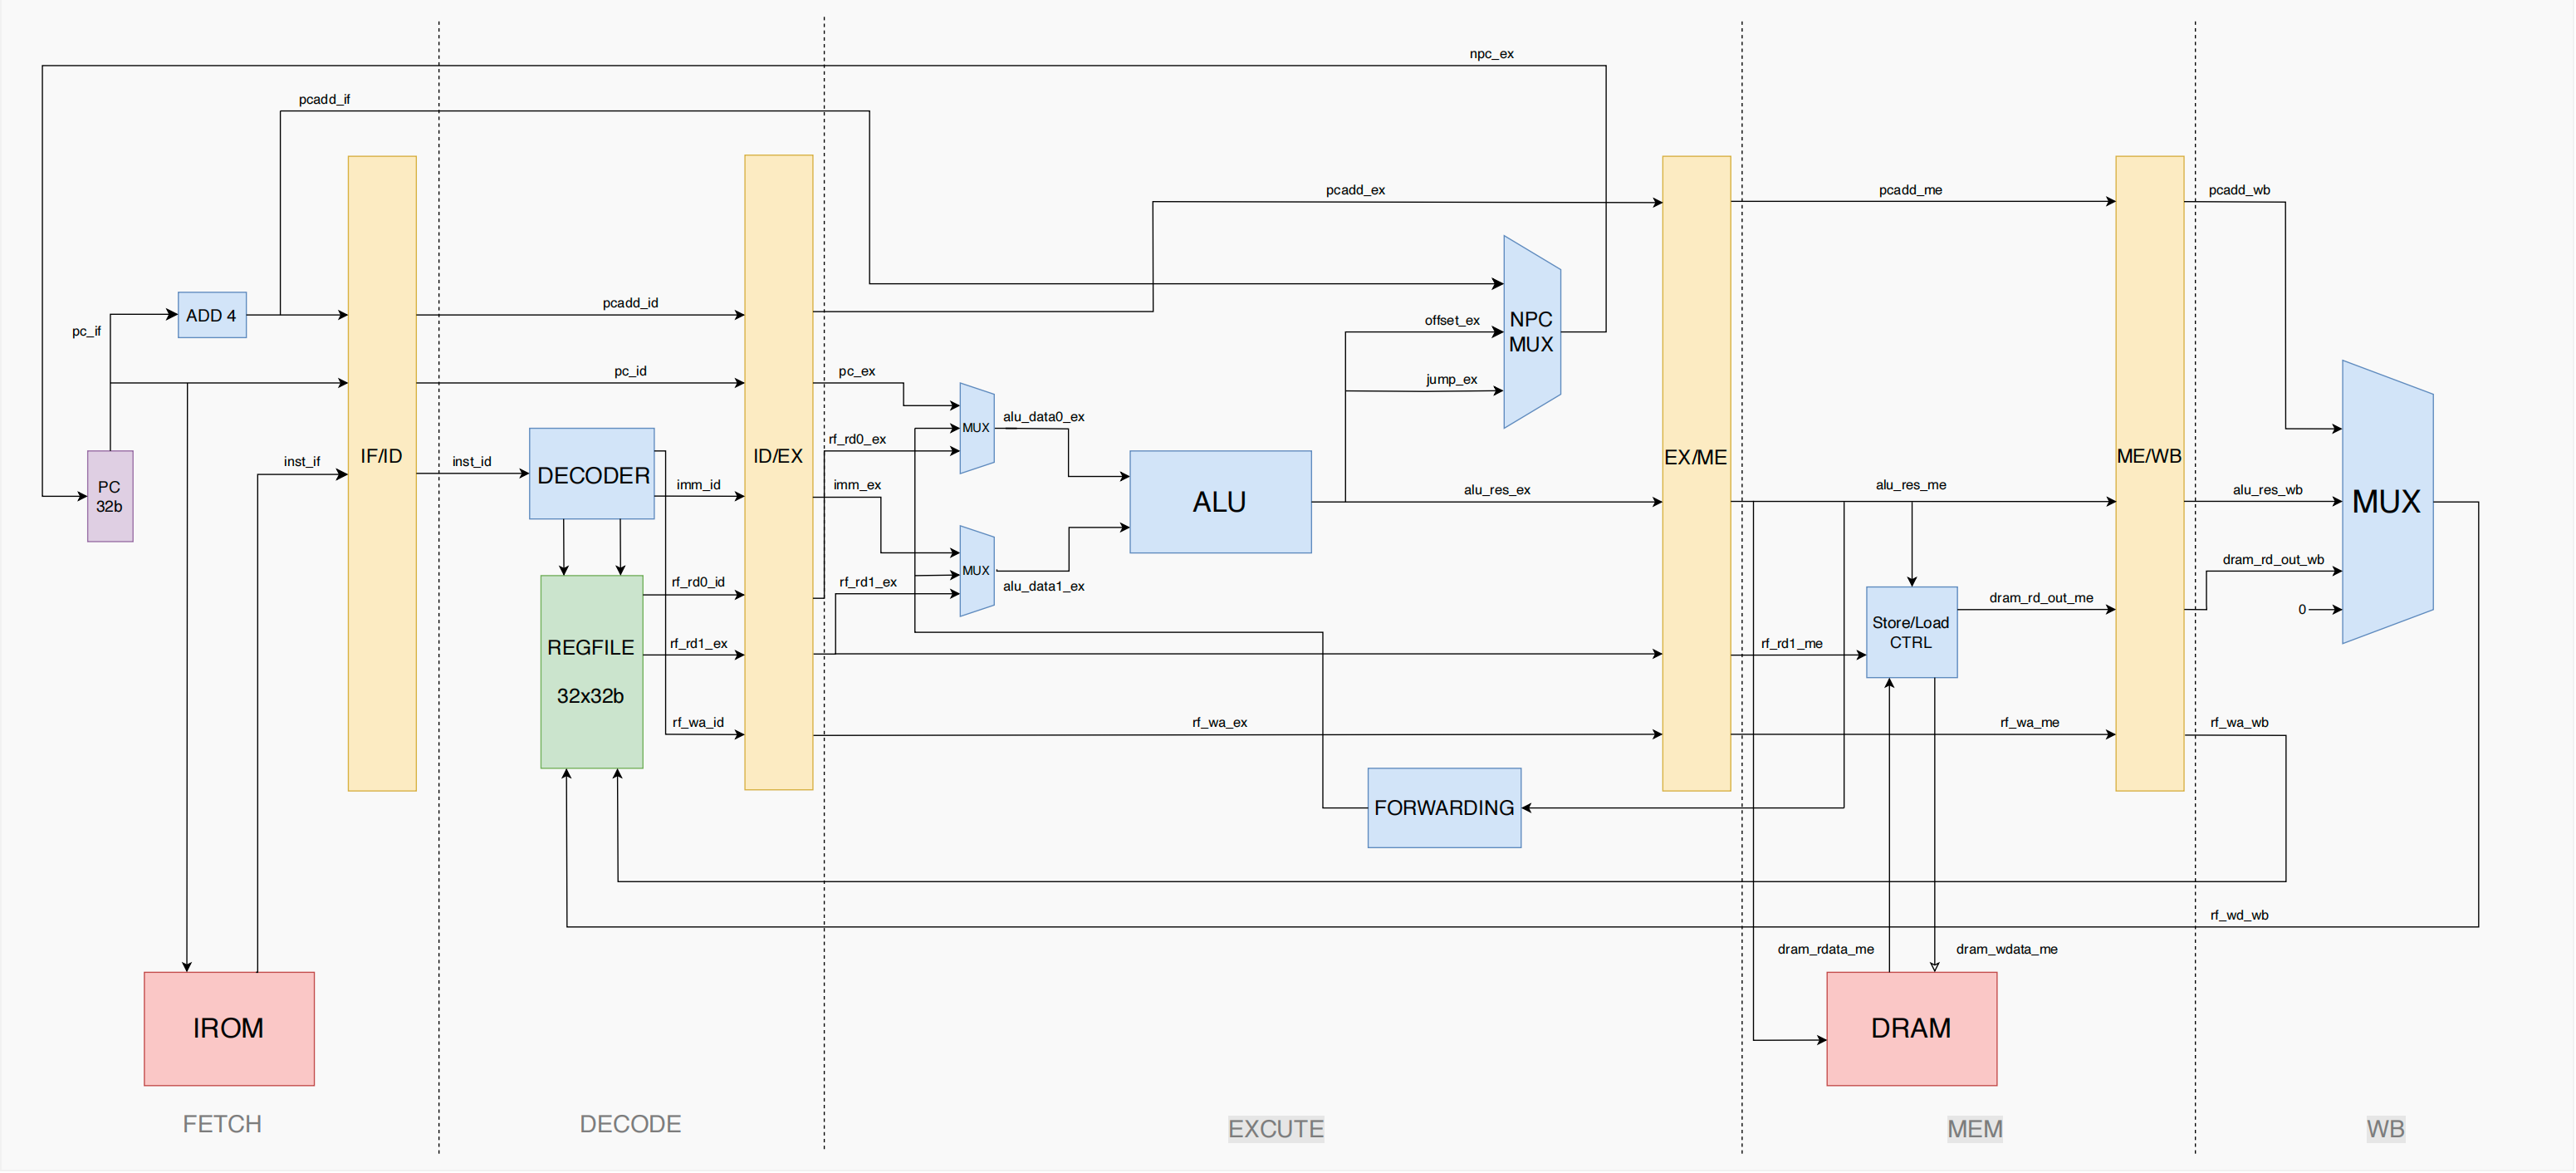 npc_ex
pcadd_if
pcadd_ex
pcadd_me
pcadd_wb
pc_if
ADD 4
pcadd_id
offset_ex
NPC
MUX
jump_ex
pc_id
pc_ex
MUX
alu_data0_ex
rf_rd0_ex
inst_if
IF/ID
inst_id
DECODER
imm_id
ID/EX
imm_ex
PC
32b
ALU
alu_res_ex
EX/ME
alu_res_me
ME/WB
alu_res_wb
MUX
dram_rd_out_wb
0
MUX
alu_data1_ex
rf_rd0_id
rf_rd1_ex
REGFILE
32x32b
rf_rd1_ex
rf_rd1_me
Store/Load
CTRL
dram_rd_out_me
rf_wa_id
rf_wa_ex
rf_wa_me
rf_wa_wb
FORWARDING
rf_wd_wb
dram_rdata_me
dram_wdata_me
IROM
DRAM
FETCH
DECODE
EXCUTE
MEM
WB